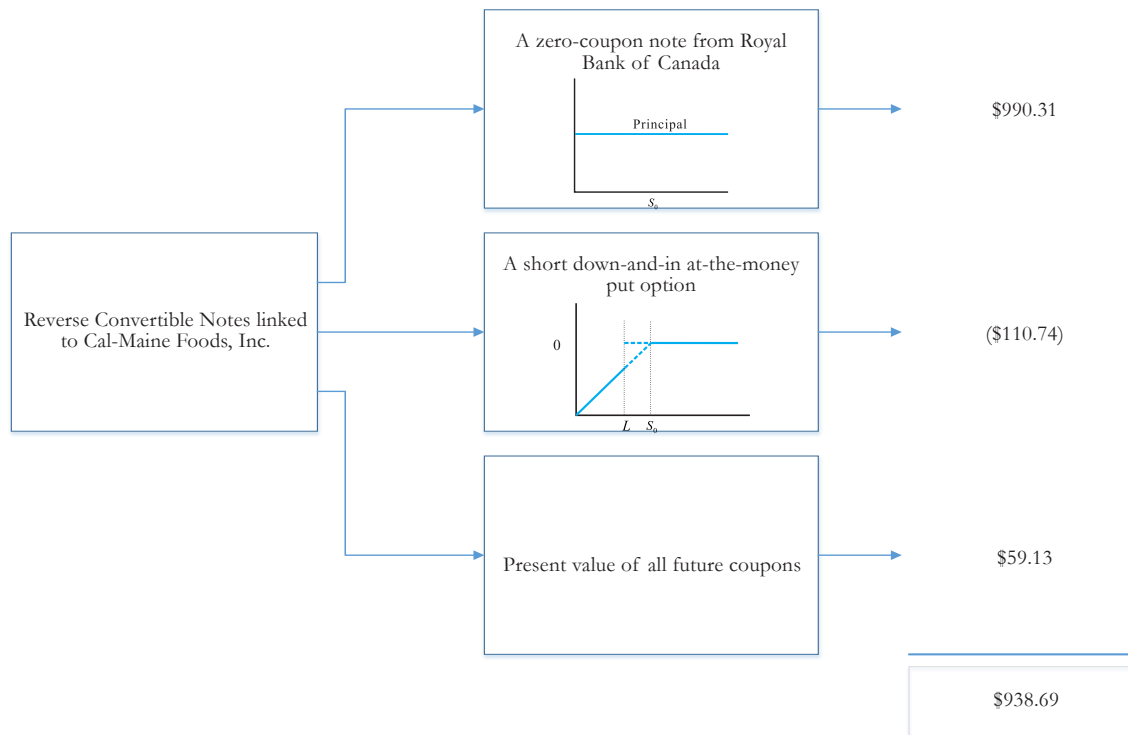 A zero-coupon note from Royal
Bank of Canada
Principal
S₀
$990.31
Reverse Convertible Notes linked
to Cal-Maine Foods, Inc.
A short down-and-in at-the-money
put option
0
L S₀
($110.74)
Present value of all future coupons
$59.13
$938.69